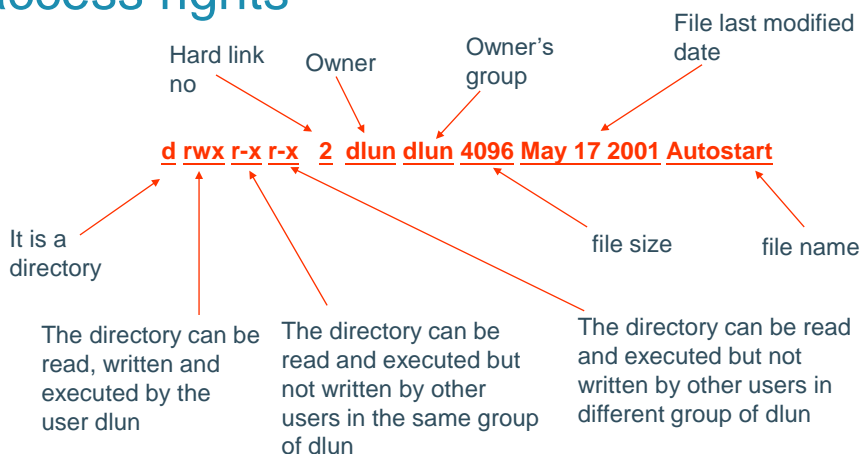 access rights
File last modified
date
Hard link
no
Owner
Owner's
group
d rwx r-x r-x 2 dlun dlun 4096 May 17 2001 Autostart
It is a
directory
file size
file name
The directory can be
read, written and
executed by the
user dlun
The directory can be
read and executed but
not written by other
users in the same group
of dlun
The directory can be read
and executed but not
written by other users in
different group of dlun